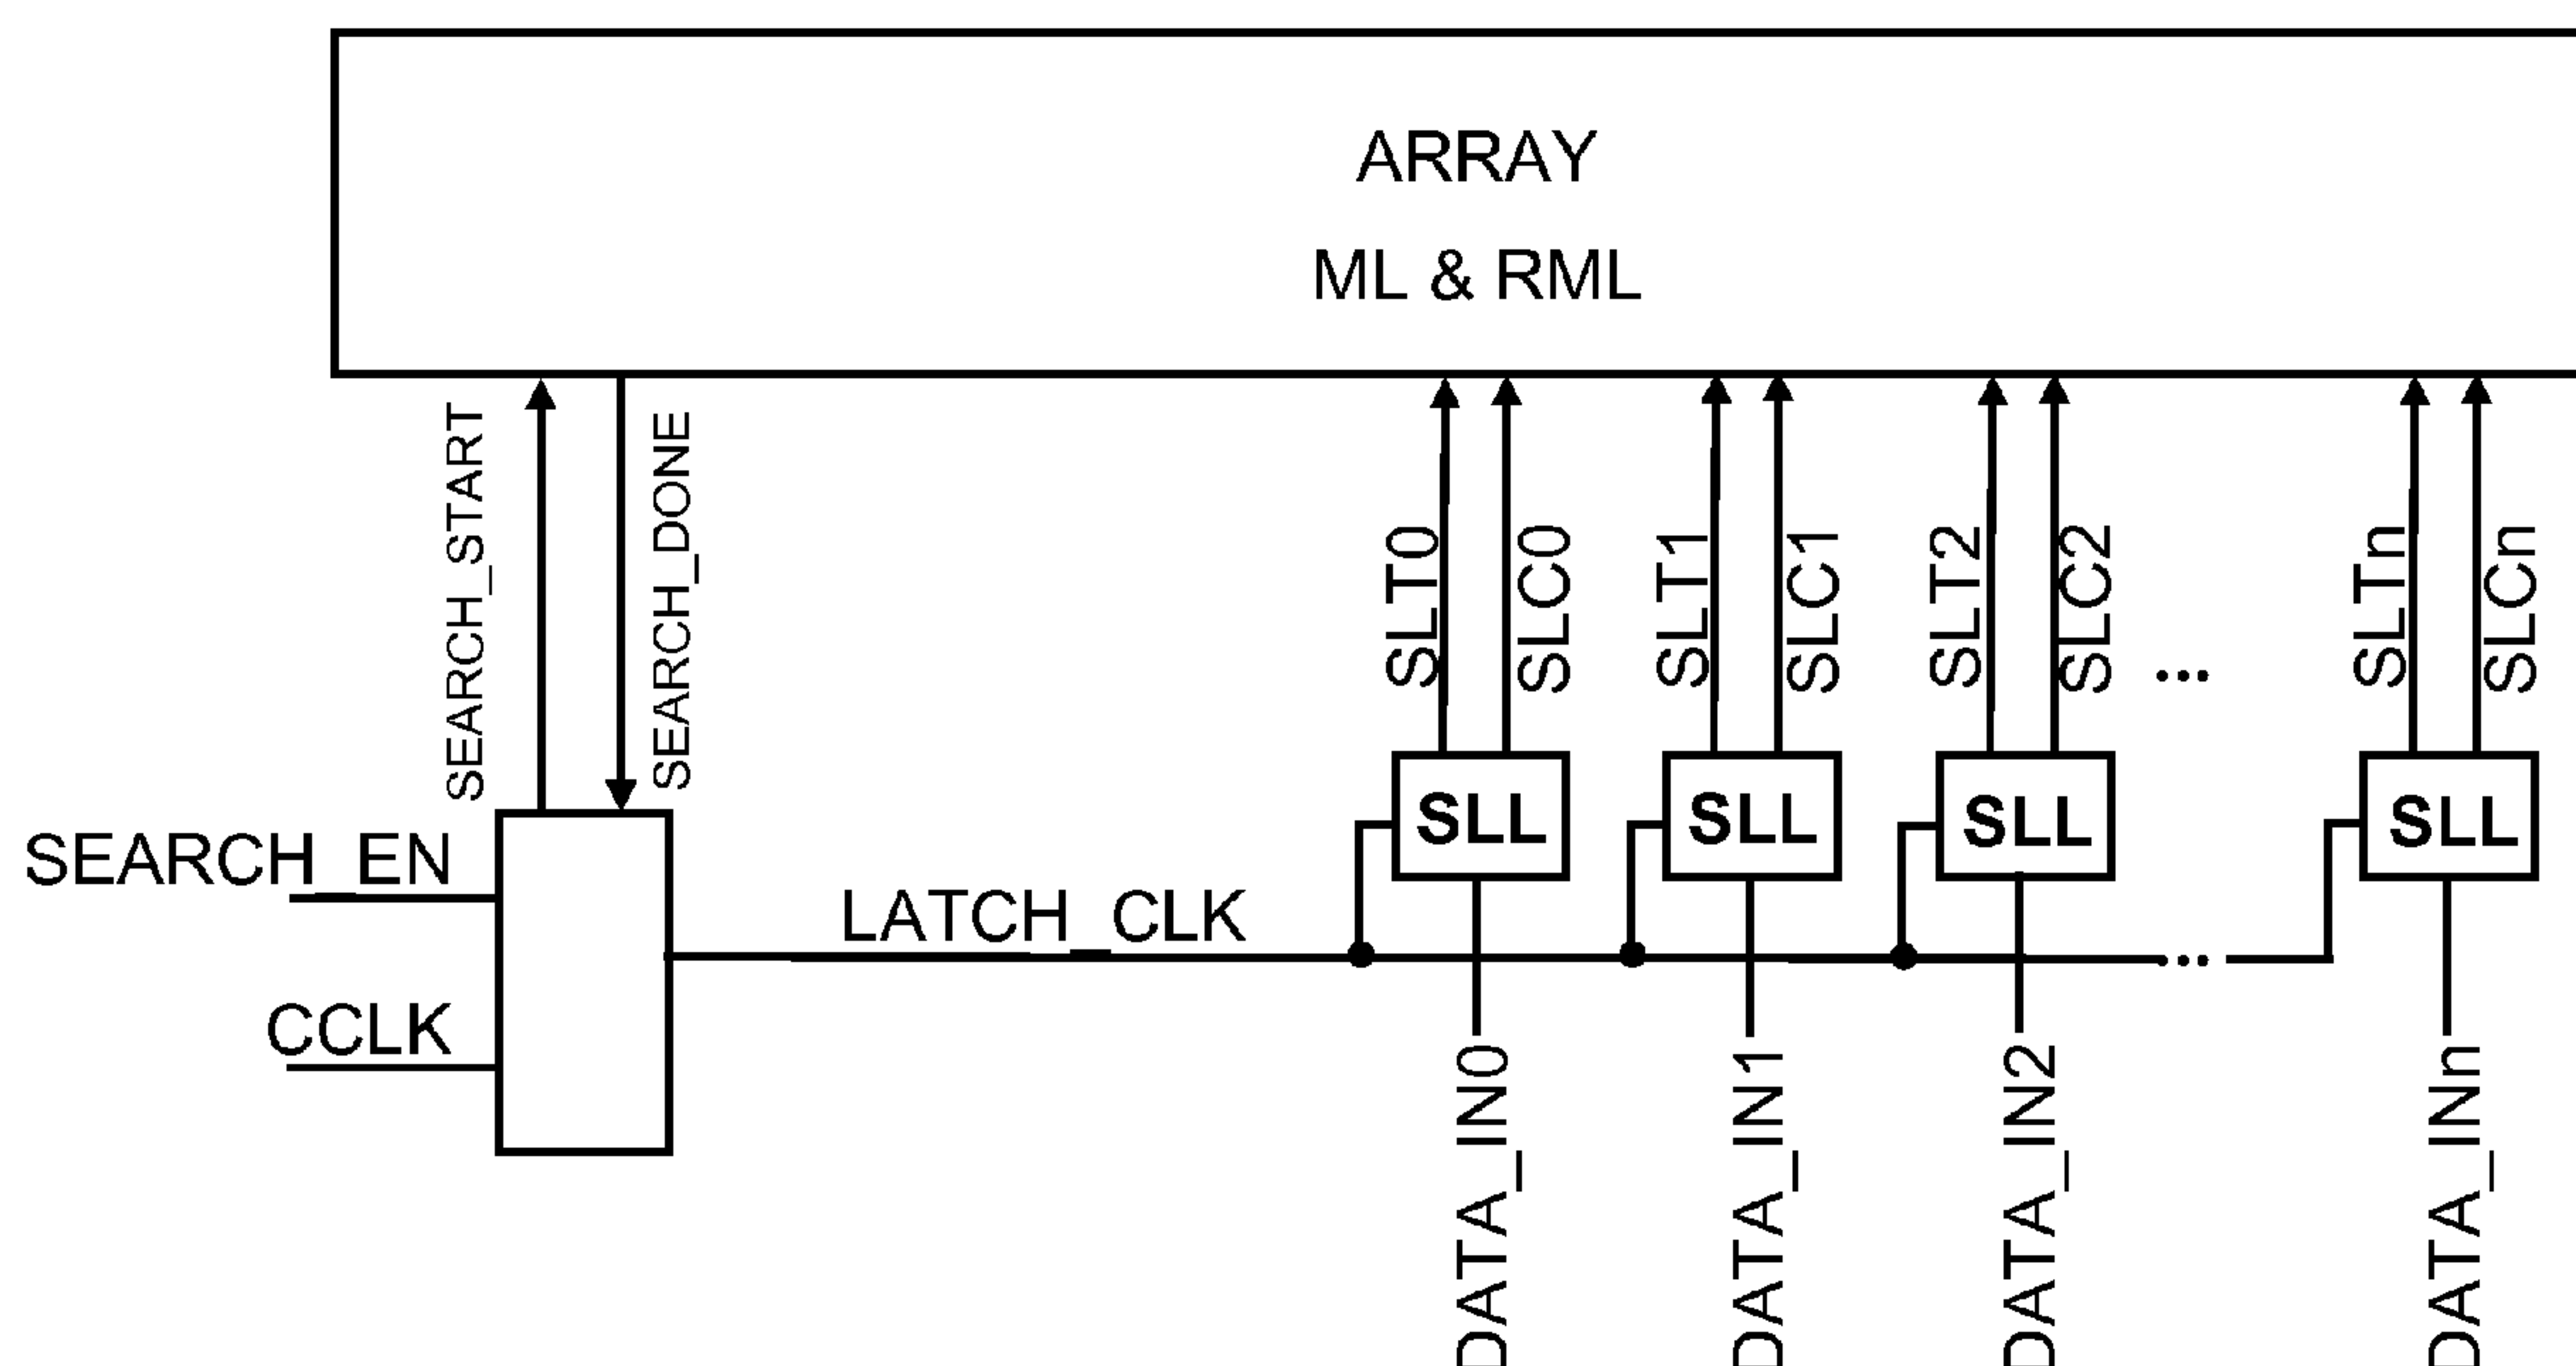 ARRAY
ML & RML
SEARCH_START
SEARCH_DONE
SLT0
SLC0
SLT1
SLC1
SLT2
SLC2
...
SLTn
SLCn
SLL
SLL
SLL
SLL
SEARCH_EN
LATCH_CLK
...
CCLK
DATA_IN0
DATA_IN1
DATA_IN2
DATA_INn